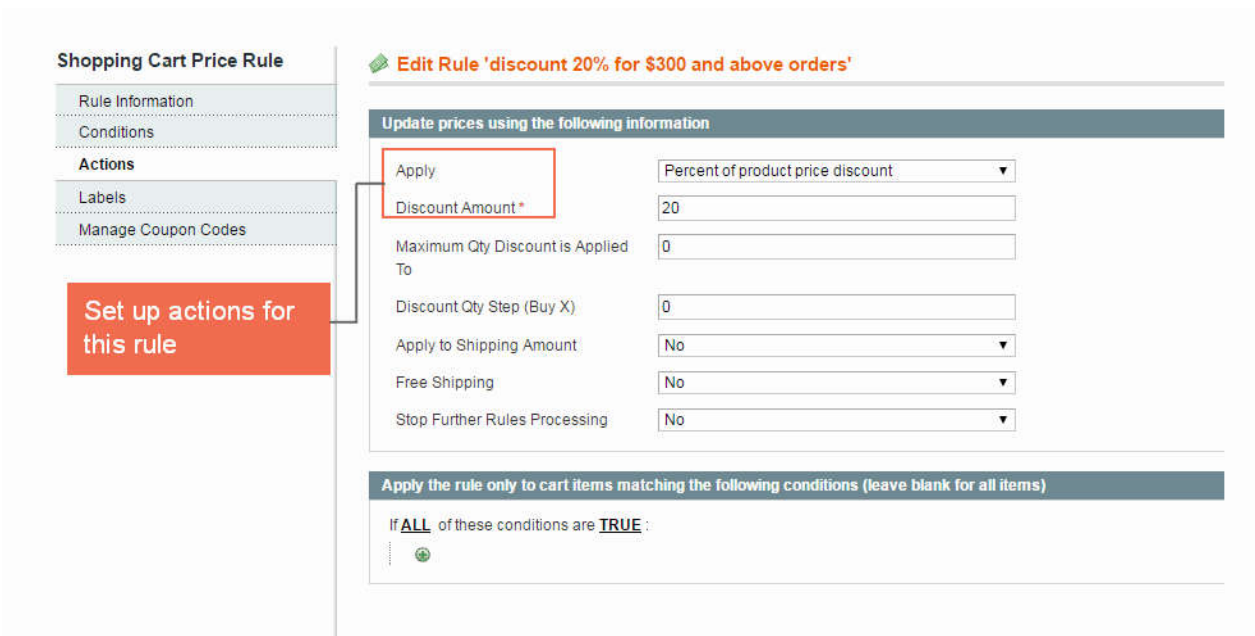 Shopping Cart Price Rule
Rule Information
Conditions
Actions
Labels
Manage Coupon Codes
Set up actions for
this rule
Edit Rule 'discount 20% for $300 and above orders'
Update prices using the following information
Apply
Percent of product price discount
Discount Amount *
20
Maximum Qty Discount is Applied
To
0
Discount Qty Step (Buy X)
0
Apply to Shipping Amount
No
Free Shipping
No
Stop Further Rules Processing
No
Apply the rule only to cart items matching the following conditions (leave blank for all items)
If ALL of these conditions are TRUE :